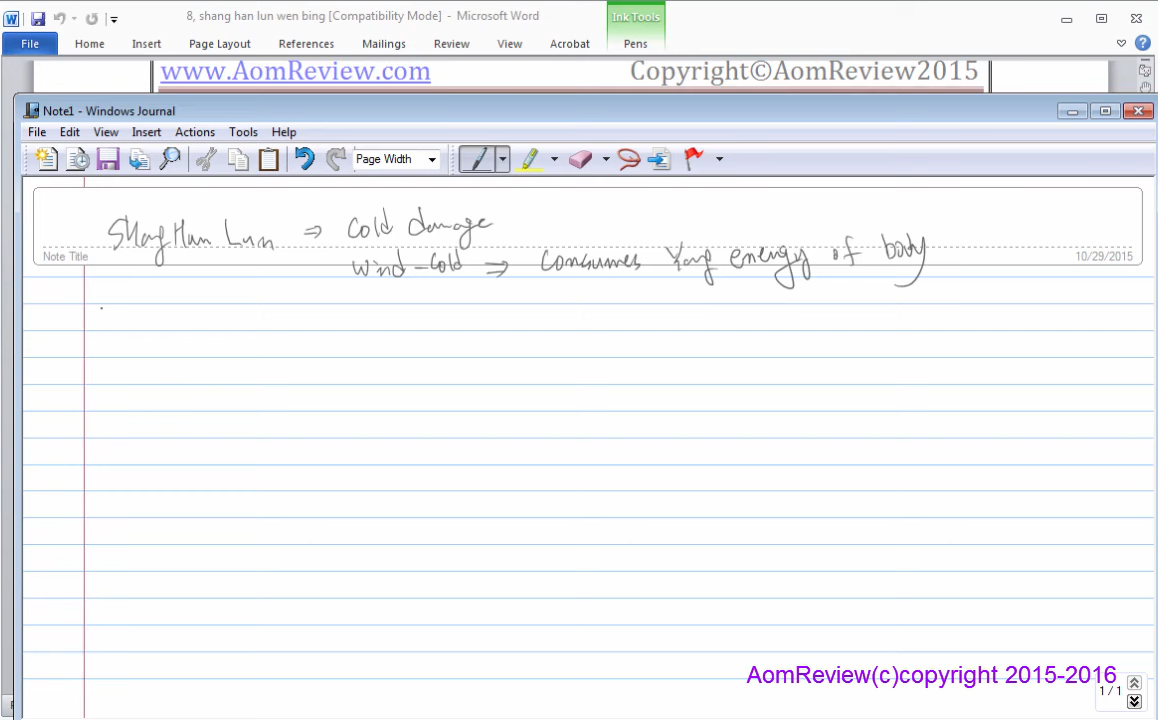 8, shang han lun wen bing [Compatibility Mode] - Microsoft Word
Ink Tools
File Home Insert Page Layout References Mailings Review View Acrobat Pens
www.AomReview.com Copyright©AomReview2015
Note1 - Windows Journal
File Edit View Insert Actions Tools Help
Page Width
Shang Han Lun ⇒ Cold damage
Wind-Cold ⇒ Consumes Yang energy of body
Note Title 10/29/2015
AomReview(c)copyright 2015-2016
1 / 1